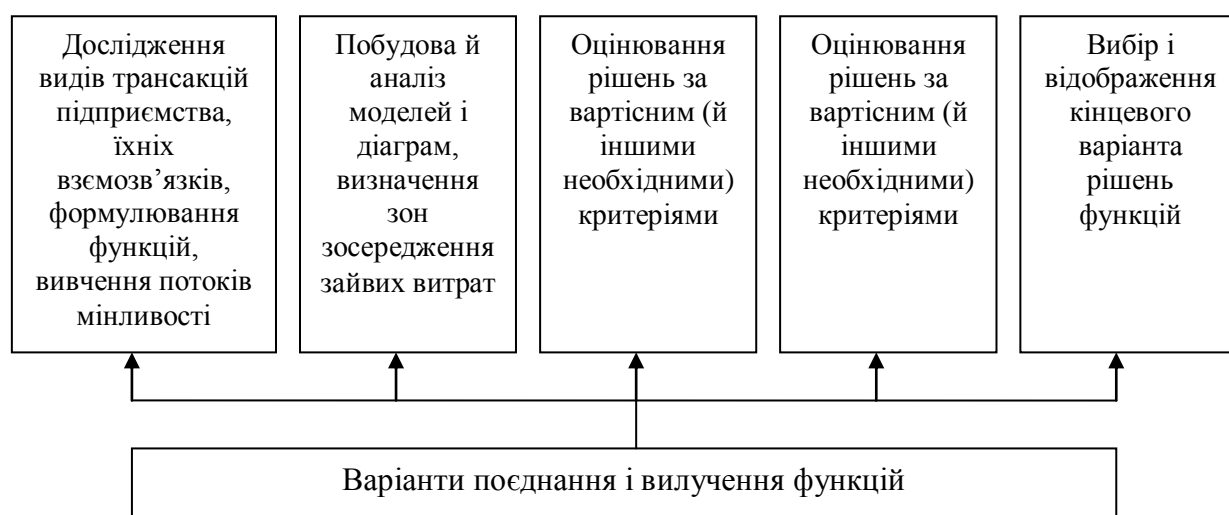 Дослідження
видів трансакцій
підприємства,
їхніх
взємозв’язків,
формулювання
функцій,
вивчення потоків
мінливості
Побудова й
аналіз
моделей і
діаграм,
визначення
зон
зосередження
зайвих витрат
Оцінювання
рішень за
вартісним (й
іншими
необхідними)
критеріями
Оцінювання
рішень за
вартісним (й
іншими
необхідними)
критеріями
Вибір і
відображення
кінцевого
варіанта
рішень
функцій
Варіанти поєднання і вилучення функцій